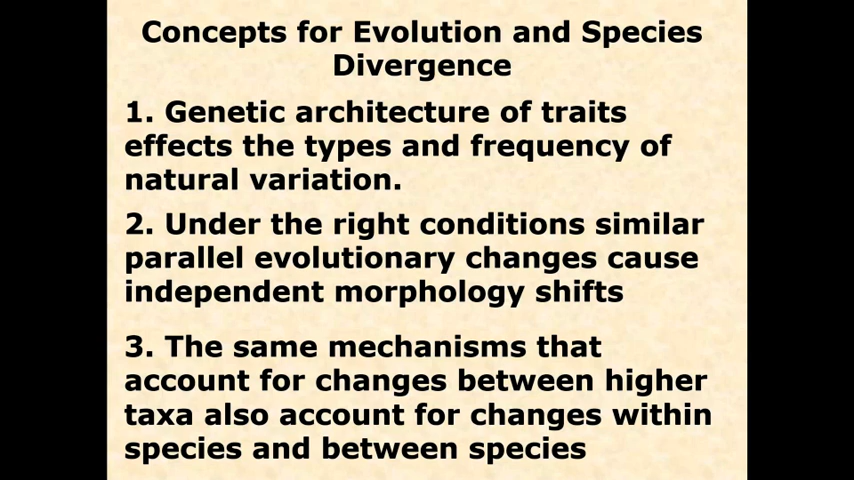 Concepts for Evolution and Species
Divergence
1. Genetic architecture of traits
effects the types and frequency of
natural variation.
2. Under the right conditions similar
parallel evolutionary changes cause
independent morphology shifts
3. The same mechanisms that
account for changes between higher
taxa also account for changes within
species and between species